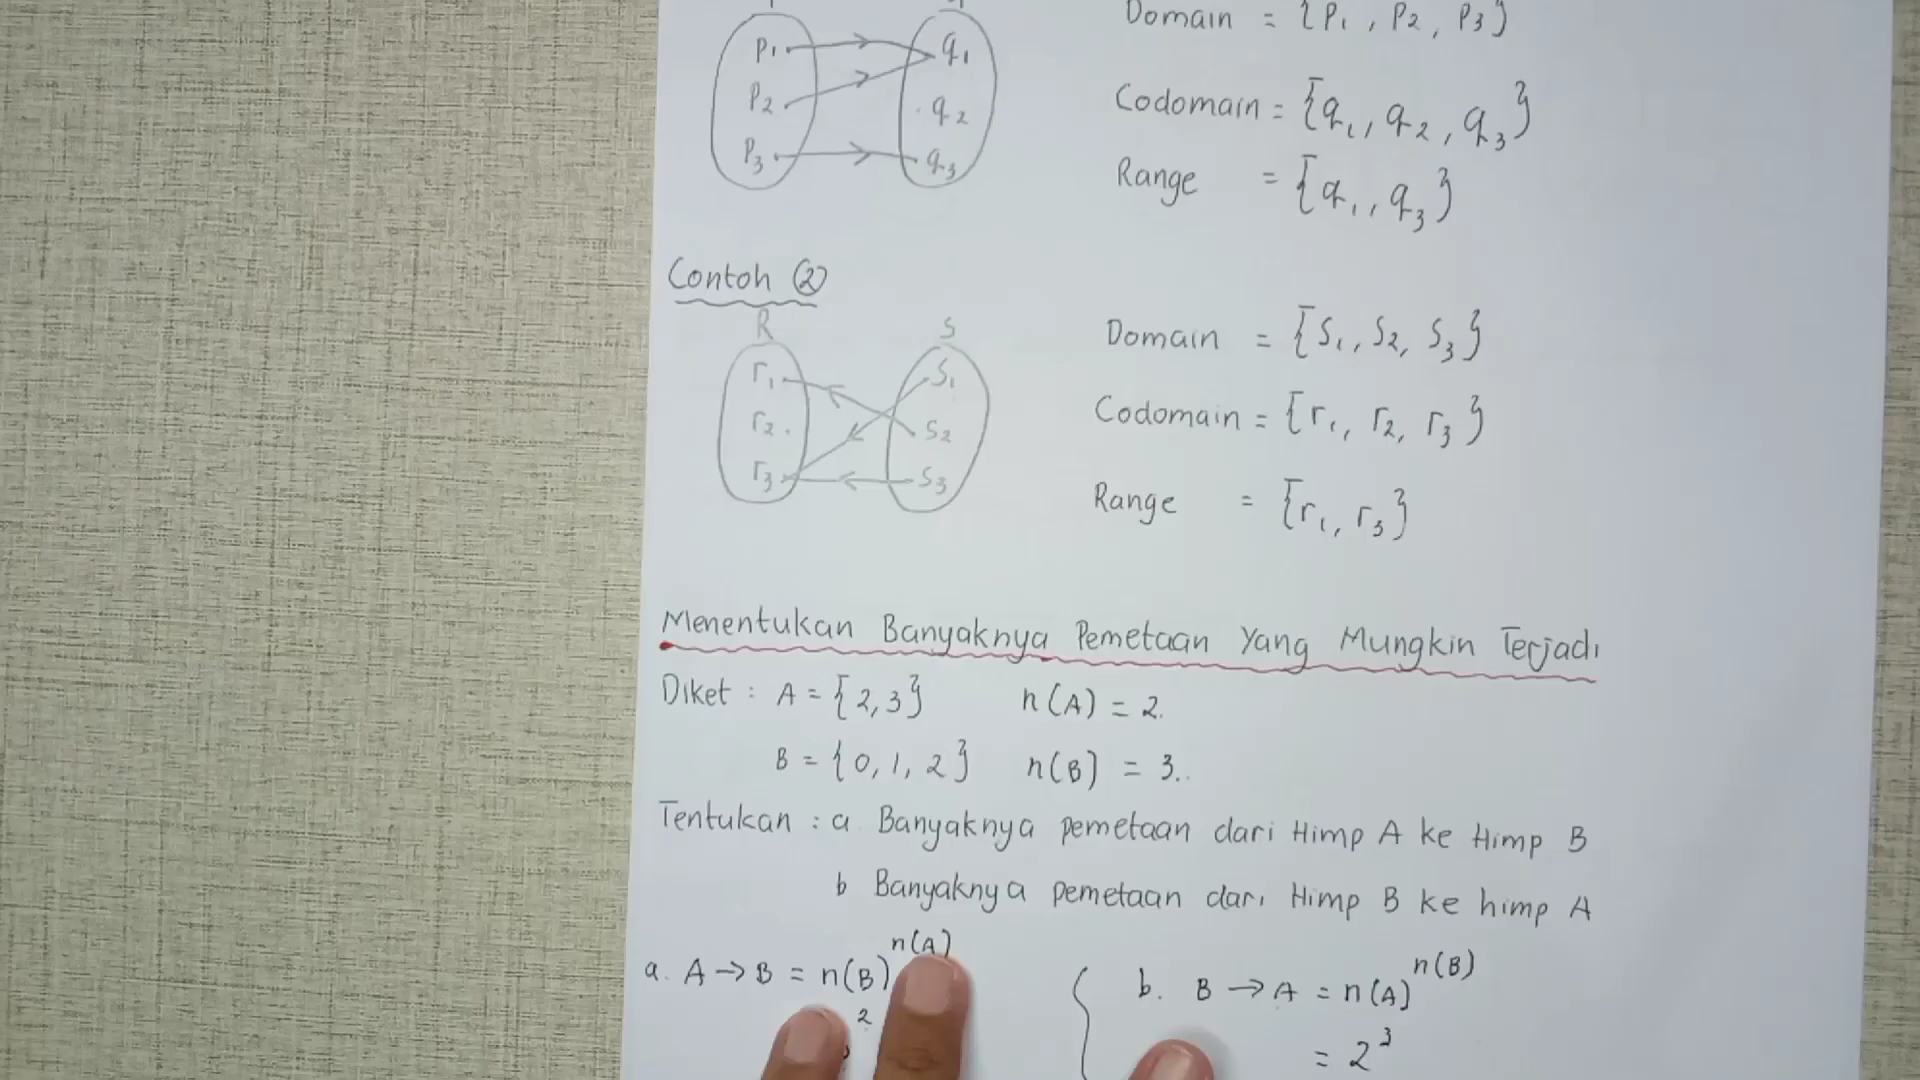 Domain = {P1, P2, P3}
P1 q1
P2 q2
P3 q3
Codomain = {q1, q2, q3}
Range = {q1, q3}
Contoh ②
R S
r1 S1
r2 S2
r3 S3
Domain = {S1, S2, S3}
Codomain = {r1, r2, r3}
Range = {r1, r3}
Menentukan Banyaknya Pemetaan Yang Mungkin Terjadi
Diket : A = {2, 3} n(A) = 2.
B = {0, 1, 2} n(B) = 3.
Tentukan : a Banyaknya pemetaan dari Himp A ke Himp B
b Banyaknya pemetaan dari Himp B ke himp A
a. A → B = n(B)^n(A)
2
b. B → A = n(A)^n(B)
= 2^3